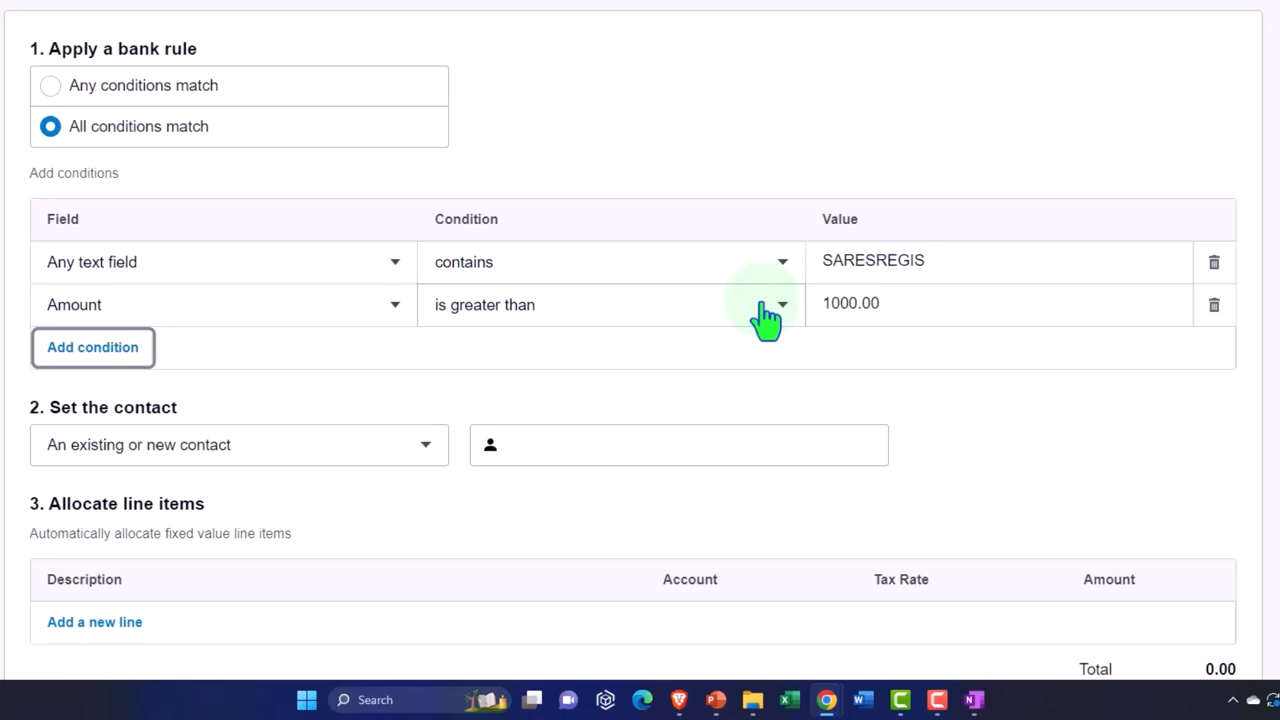 1. Apply a bank rule
Any conditions match
All conditions match
Add conditions
Field Condition Value
Any text field contains SARESREGIS
Amount is greater than 1000.00
Add condition
2. Set the contact
An existing or new contact
3. Allocate line items
Automatically allocate fixed value line items
Description Account Tax Rate Amount
Add a new line
Total 0.00
Search